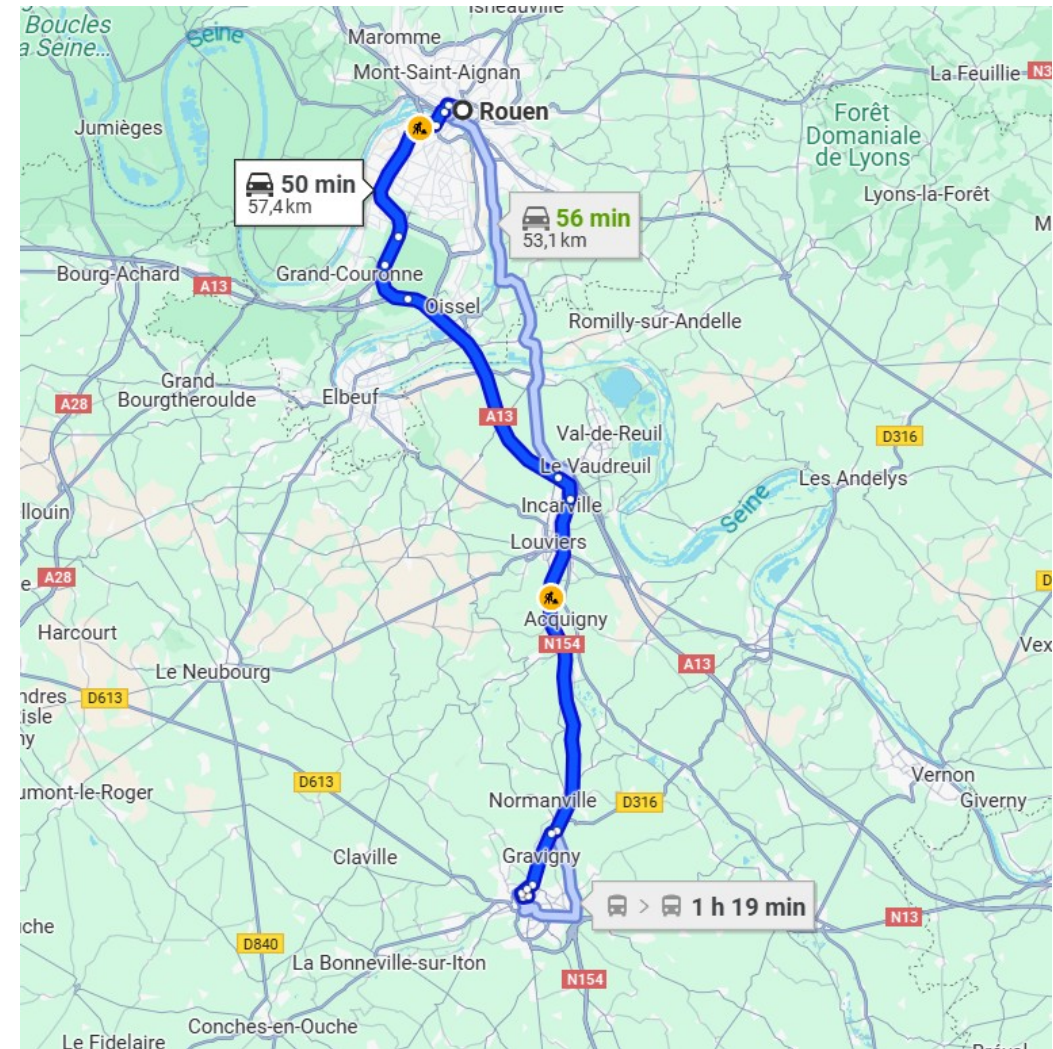 Isneauville
Boucles
a Seine...
Seine
Maromme
Mont-Saint-Aignan
La Feuillie
N3
Rouen
Jumièges
Forêt
Domaniale
de Lyons
50 min
57,4 km
Lyons-la-Forêt
56 min
53,1 km
M
Bourg-Achard
A13
Grand-Couronne
Oissel
Romilly-sur-Andelle
Grand
Bourgtheroulde
A28
Elbeuf
A13
Val-de-Reuil
D316
Le Vaudreuil
Les Andelys
Incarville
Seine
llouin
Louviers
e
A28
D
Acquigny
Harcourt
N154
Vex
A13
Le Neubourg
ndres
isle
ny
D613
D613
Vernon
umont-le-Roger
Normanville
D316
Giverny
Claville
Gravigny
> 1 h 19 min
N13
uche
D840
La Bonneville-sur-Iton
N154
Conches-en-Ouche
Le Fidelaire